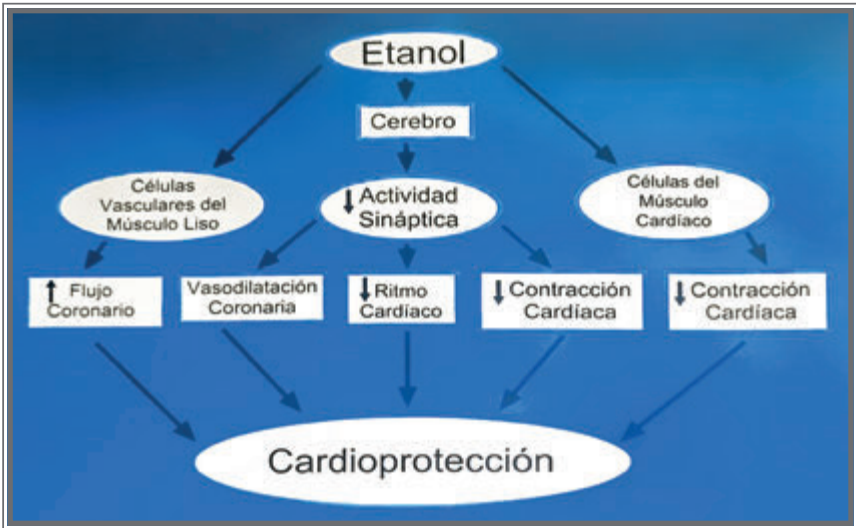 Etanol
Cerebro
Células
Vasculares del
Músculo Liso
↓ Actividad
Sináptica
Células del
Músculo
Cardíaco
↑ Flujo
Coronario
Vasodilatación
Coronaria
↓ Ritmo
Cardíaco
↓ Contracción
Cardíaca
↓ Contracción
Cardíaca
Cardioprotección